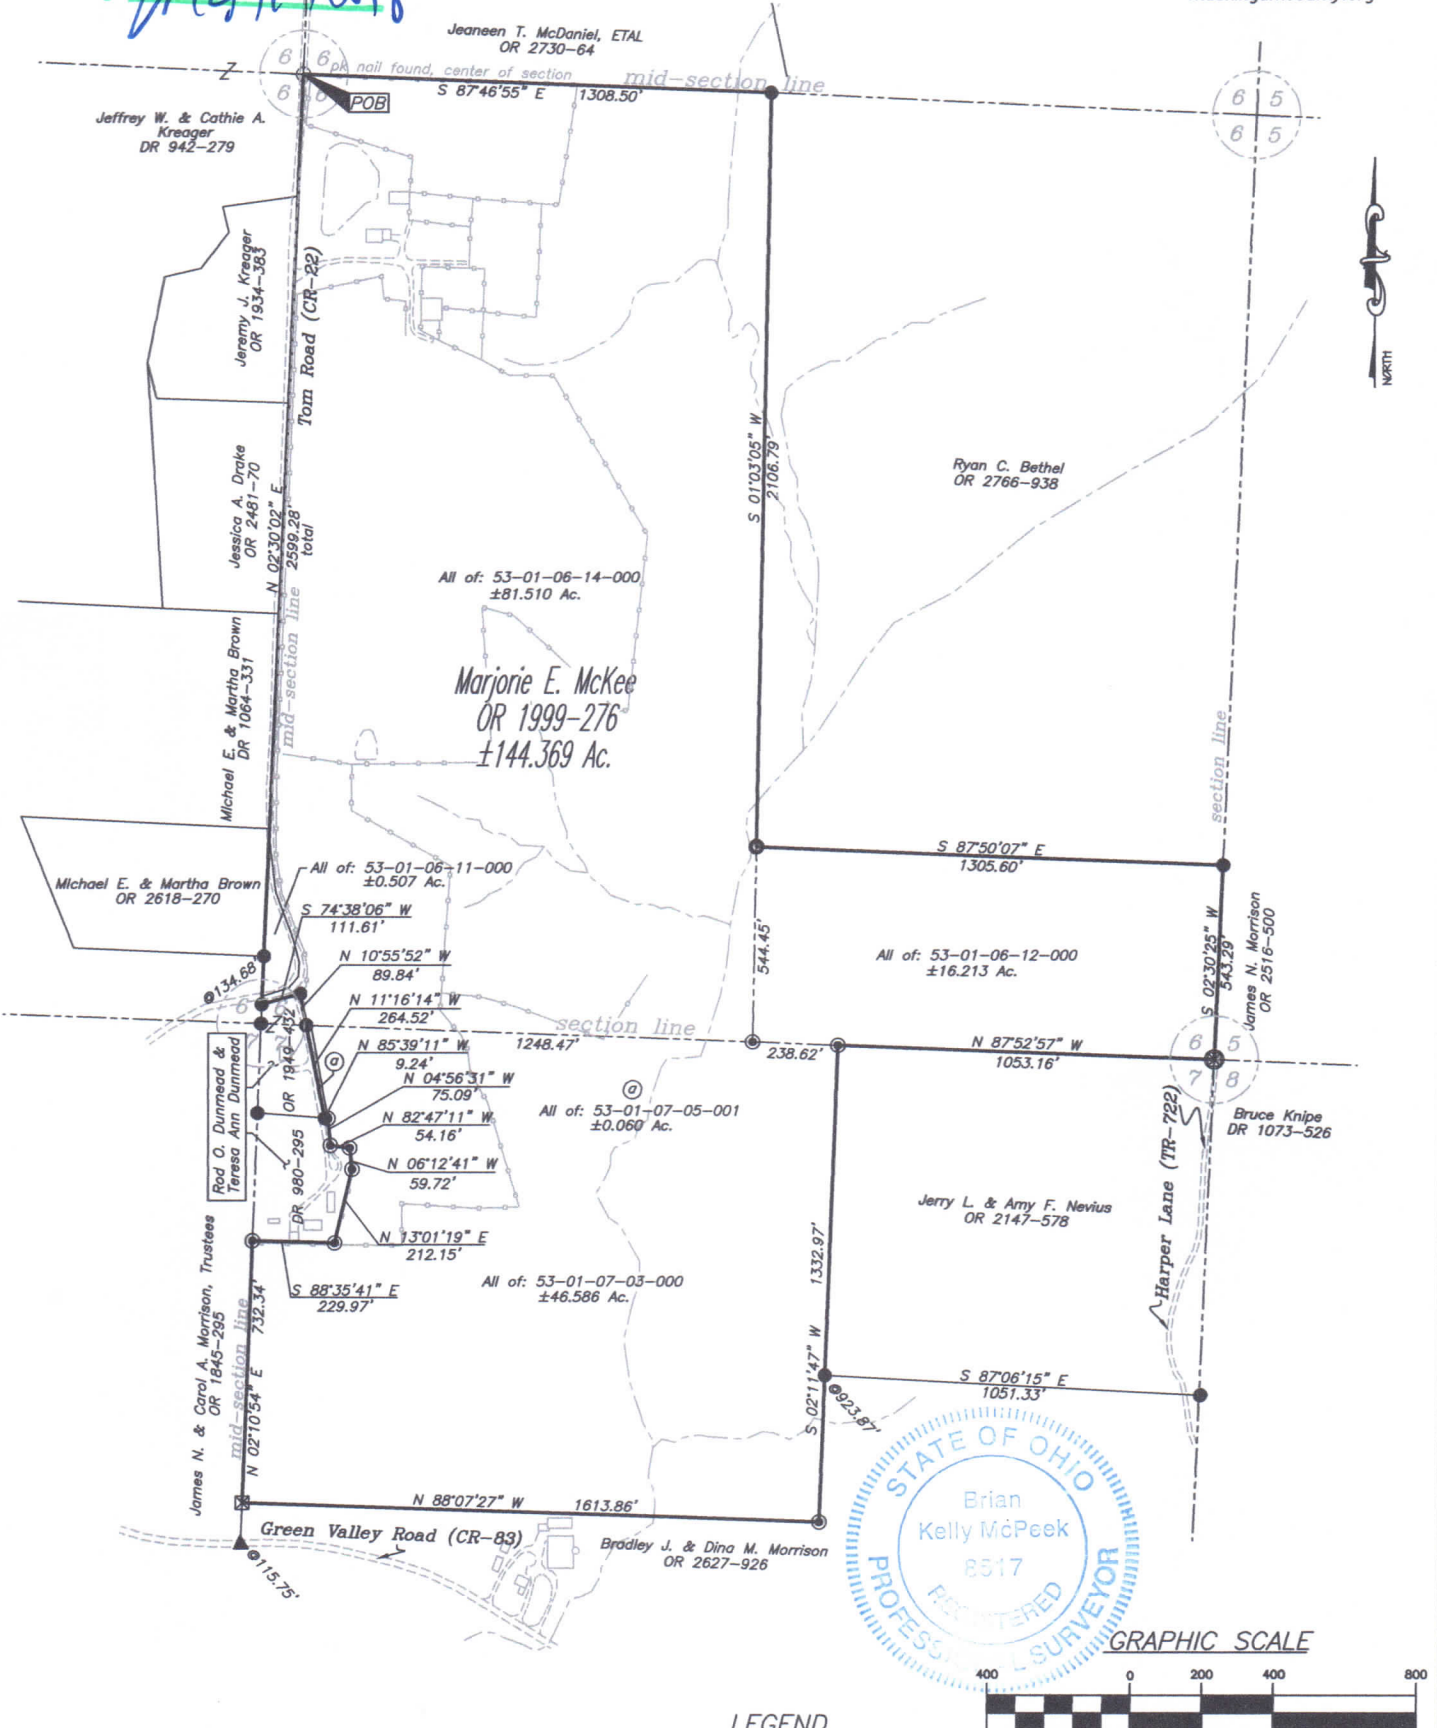 Jeaneen T. McDaniel, ETAL
OR 2730-64
6 6
6 6
Z
pk nail found, center of section
mid-section line
S 87°46'55" E 1308.50'
POB
6 5
6 5
Jeffrey W. & Cathie A.
Kreager
DR 942-279
NORTH
Jeremy J. Kreager
OR 1934-383
Tom Road (CR-22)
Jessica A. Drake
OR 2481-70
N 02°30'02" E
2599.28'
total
mid-section line
S 01°03'05" W
2106.79'
Ryan C. Bethel
OR 2766-938
All of: 53-01-06-14-000
±81.510 Ac.
Marjorie E. McKee
OR 1999-276
±144.369 Ac.
Michael E. & Martha Brown
DR 1064-331
section line
S 87°50'07" E
1305.60'
Michael E. & Martha Brown
OR 2618-270
All of: 53-01-06-11-000
±0.507 Ac.
S 74°38'06" W
111.61'
N 10°55'52" W
89.84'
N 11°16'14" W
264.52'
N 85°39'11" W
9.24'
N 04°56'31" W
75.09'
N 82°47'11" W
54.16'
N 06°12'41" W
59.72'
N 13°01'19" E
212.15'
S 88°35'41" E
229.97'
@134.68'
6
Z
544.45'
All of: 53-01-06-12-000
±16.213 Ac.
S 02°30'25" W
543.29'
James N. Morrison
OR 2516-500
section line
1248.47'
238.62'
N 87°52'57" W
1053.16'
6 5
7 8
a
a
All of: 53-01-07-05-001
±0.060 Ac.
Rod O. Dunmead &
Teresa Ann Dunmead
OR 1949-432
DR 980-295
Bruce Knipe
DR 1073-526
Harper Lane (TR-722)
Jerry L. & Amy F. Nevius
OR 2147-578
1332.97'
S 02°11'47" W
All of: 53-01-07-03-000
±46.586 Ac.
James N. & Carol A. Morrison, Trustees
OR 1845-295
mid-section line
732.34'
N 02°10'54" E
S 87°06'15" E
1051.33'
@923.87'
N 88°07'27" W 1613.86'
Green Valley Road (CR-83)
@115.75'
Bradley J. & Dina M. Morrison
OR 2627-926
STATE OF OHIO
Brian
Kelly McPeek
8517
REGISTERED
PROFESSIONAL SURVEYOR
GRAPHIC SCALE
400 0 200 400 800
LEGEND